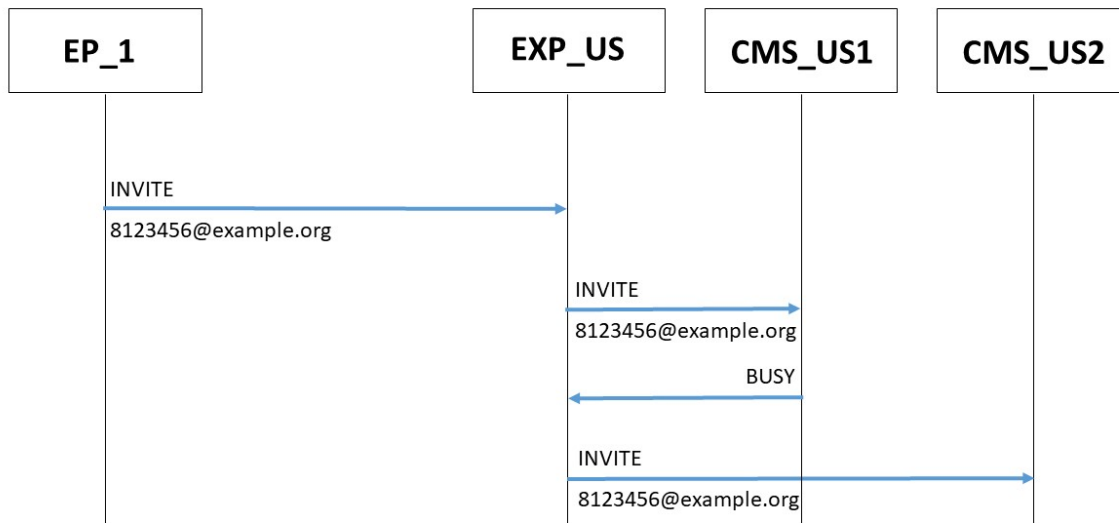 EP_1
EXP_US
CMS_US1
CMS_US2
INVITE
8123456@example.org
INVITE
8123456@example.org
BUSY
INVITE
8123456@example.org